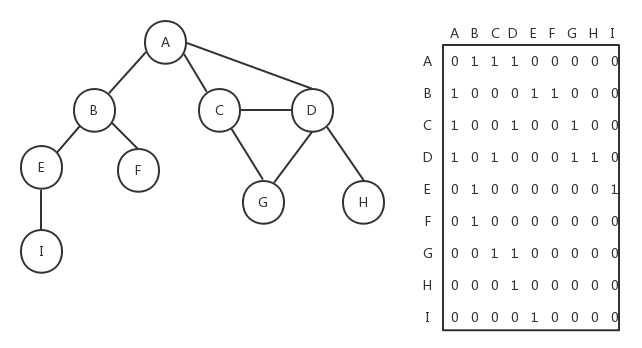 A
B
C
D
E
F
G
H
I
A B C D E F G H I
A 0 1 1 1 0 0 0 0 0
B 1 0 0 0 1 1 0 0 0
C 1 0 0 1 0 0 1 0 0
D 1 0 1 0 0 0 1 1 0
E 0 1 0 0 0 0 0 0 1
F 0 1 0 0 0 0 0 0 0
G 0 0 1 1 0 0 0 0 0
H 0 0 0 1 0 0 0 0 0
I 0 0 0 0 1 0 0 0 0